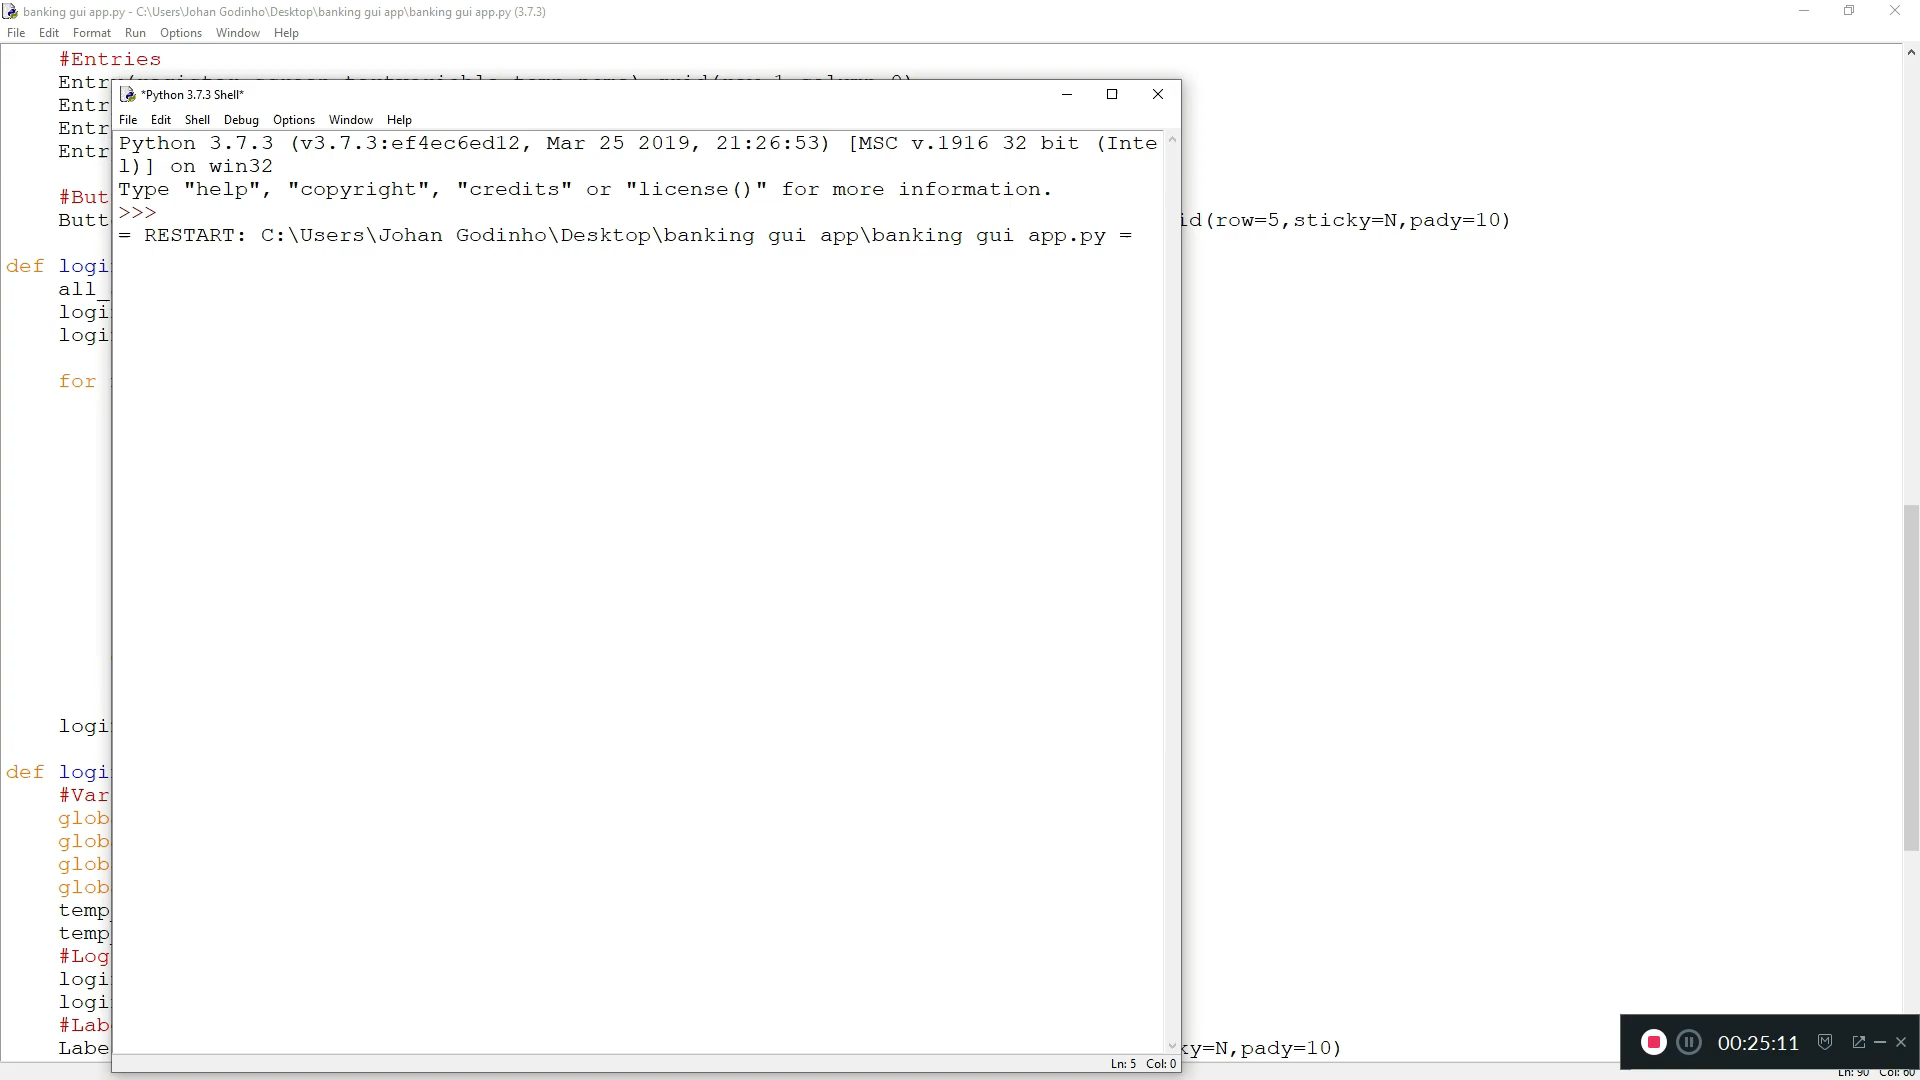 banking gui app.py - C:\Users\Johan Godinho\Desktop\banking gui app\banking gui app.py (3.7.3)
File Edit Format Run Options Window Help
#Entries
Entr
Entr
Entr
Entr
#But
Butt
id(row=5,sticky=N,pady=10)
def logi
all_
logi
logi
for
logi
def logi
#Var
glob
glob
glob
glob
temp
temp
#Log
logi
logi
#Lab
Labe
ky=N,pady=10)
*Python 3.7.3 Shell*
File Edit Shell Debug Options Window Help
Python 3.7.3 (v3.7.3:ef4ec6ed12, Mar 25 2019, 21:26:53) [MSC v.1916 32 bit (Inte
l)] on win32
Type "help", "copyright", "credits" or "license()" for more information.
>>>
= RESTART: C:\Users\Johan Godinho\Desktop\banking gui app\banking gui app.py =
Ln: 5 Col: 0
00:25:11
Ln: 90 Col: 60